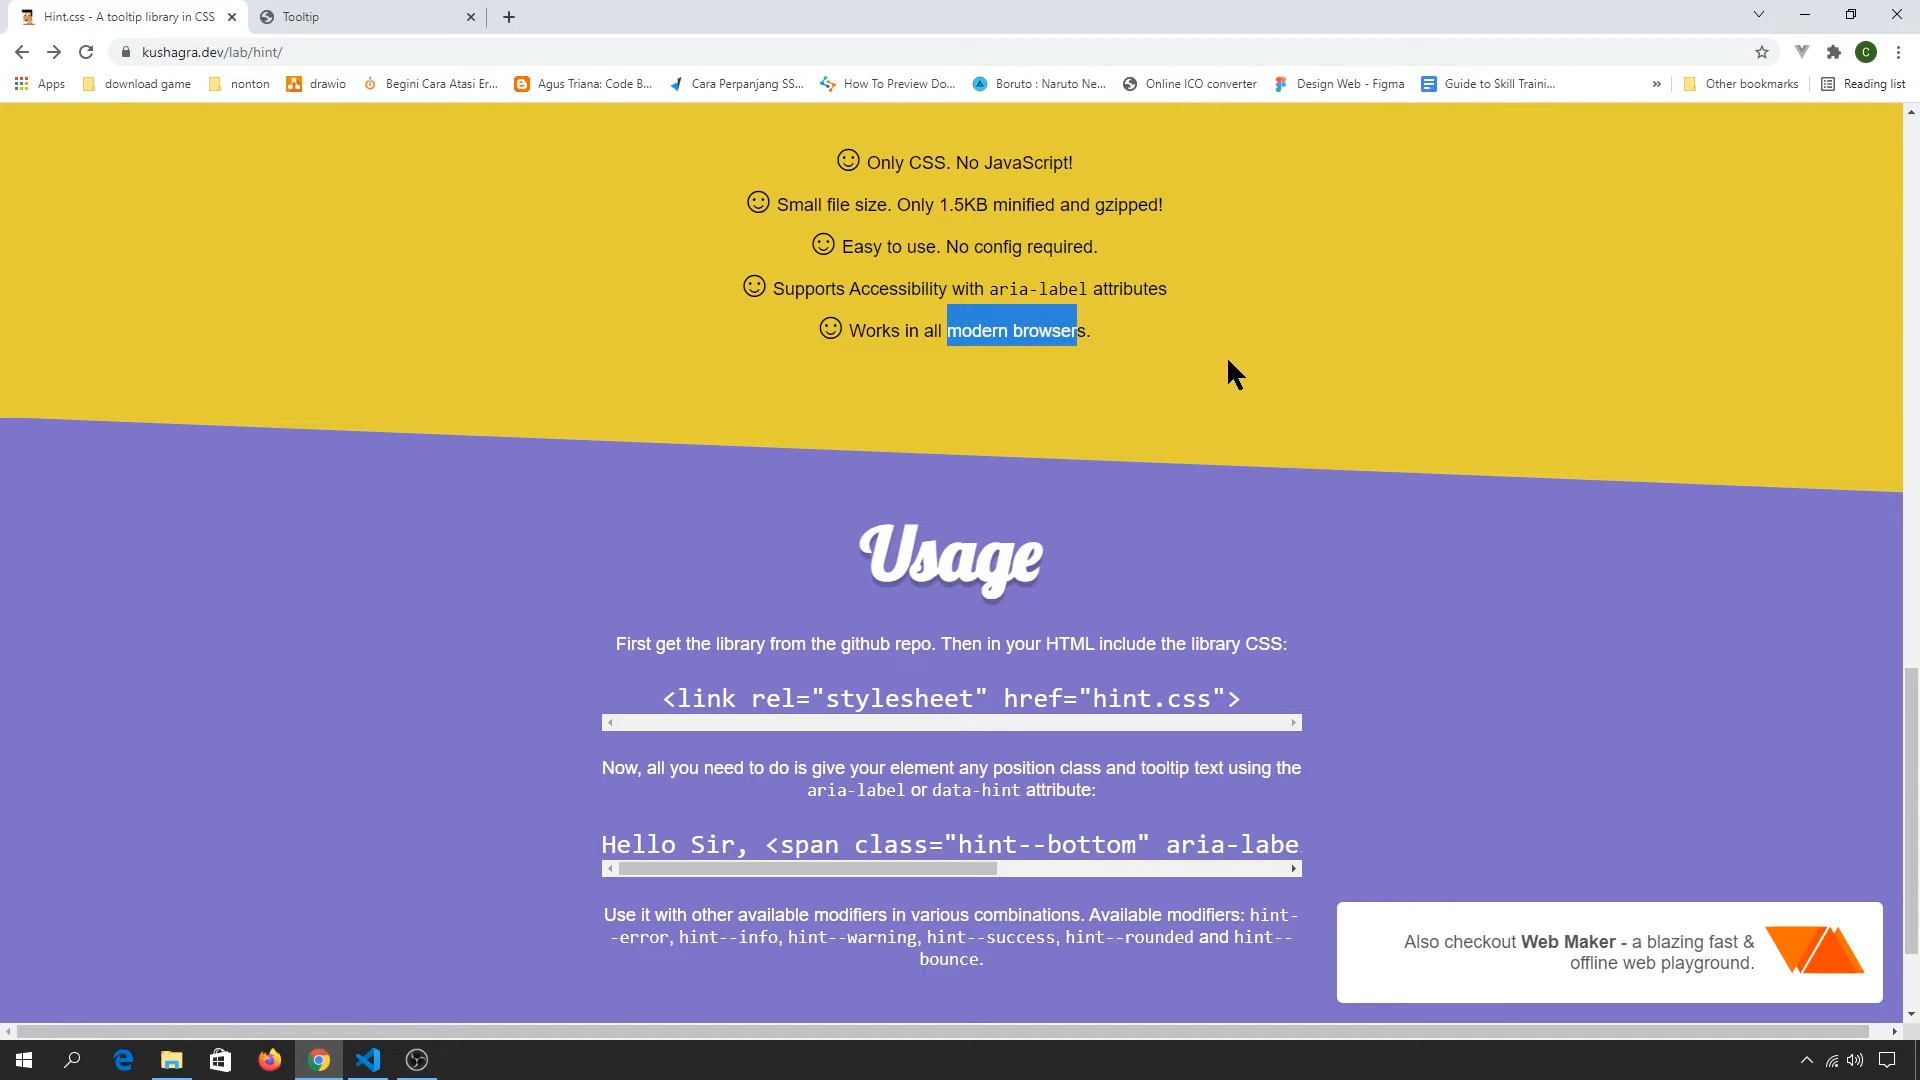 Hint.css - A tooltip library in CSS
Tooltip
kushagra.dev/lab/hint/
C
Apps
download game
nonton
drawio
Begini Cara Atasi Er...
Agus Triana: Code B...
Cara Perpanjang SS...
How To Preview Do...
Boruto : Naruto Ne...
Online ICO converter
Design Web - Figma
Guide to Skill Traini...
»
Other bookmarks
Reading list
Only CSS. No JavaScript!
Small file size. Only 1.5KB minified and gzipped!
Easy to use. No config required.
Supports Accessibility with aria-label attributes
Works in all modern browsers.
Usage
First get the library from the github repo. Then in your HTML include the library CSS:
<link rel="stylesheet" href="hint.css">
Now, all you need to do is give your element any position class and tooltip text using the
aria-label or data-hint attribute:
Hello Sir, <span class="hint--bottom" aria-labe
Use it with other available modifiers in various combinations. Available modifiers: hint-
-error, hint--info, hint--warning, hint--success, hint--rounded and hint--
bounce.
Also checkout Web Maker - a blazing fast &
offline web playground.